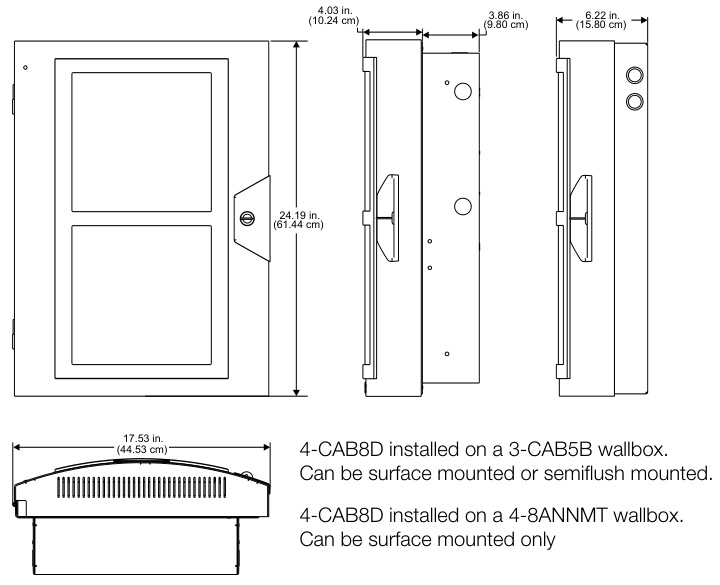 4.03 in.
(10.24 cm)
3.86 in.
(9.80 cm)
6.22 in.
(15.80 cm)
24.19 in.
(61.44 cm)
17.53 in.
(44.53 cm)
4-CAB8D installed on a 3-CAB5B wallbox.
Can be surface mounted or semiflush mounted.
4-CAB8D installed on a 4-8ANNMT wallbox.
Can be surface mounted only